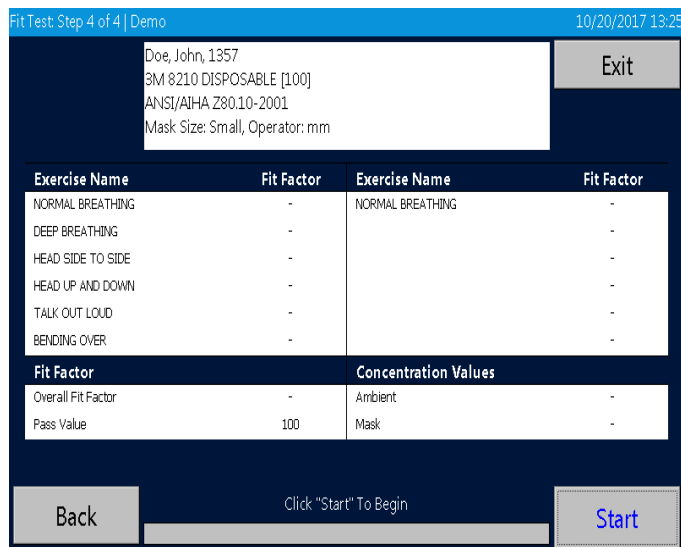 Fit Test: Step 4 of 4 | Demo 10/20/2017 13:25
Doe, John, 1357
3M 8210 DISPOSABLE [100]
ANSI/AIHA Z80.10-2001
Mask Size: Small, Operator: mm
Exit
Exercise Name Fit Factor Exercise Name Fit Factor
NORMAL BREATHING - NORMAL BREATHING -
DEEP BREATHING - -
HEAD SIDE TO SIDE - -
HEAD UP AND DOWN - -
TALK OUT LOUD - -
BENDING OVER - -
Fit Factor Concentration Values
Overall Fit Factor - Ambient -
Pass Value 100 Mask -
Back Click "Start" To Begin Start